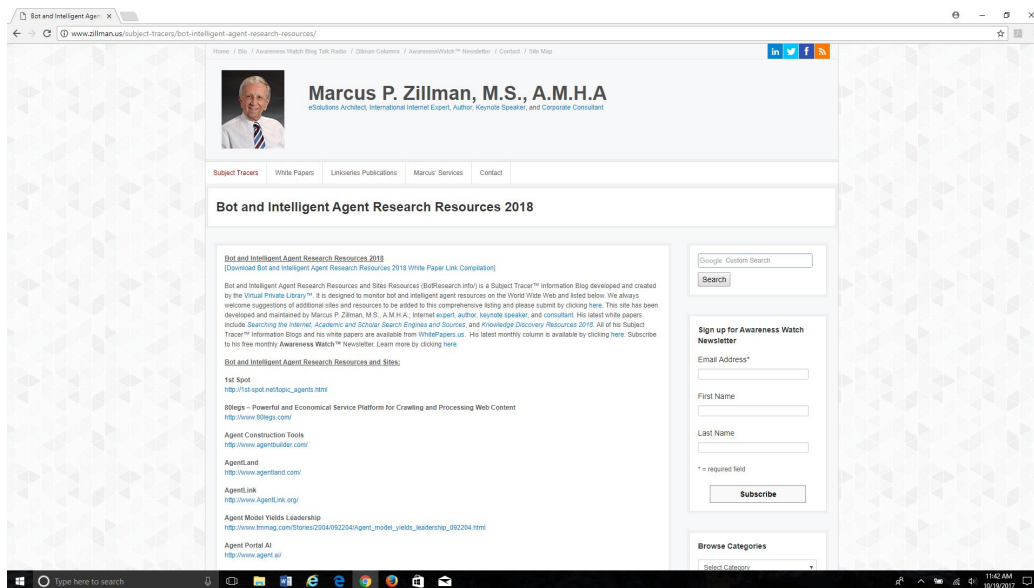 Bot and Intelligent Agen
www.zillman.us/subject-tracers/bot-intelligent-agent-research-resources/
Home / Bio / Awareness Watch Blog Talk Radio / Zillman Columns / AwarenessWatch™ Newsletter / Contact / Site Map
Marcus P. Zillman, M.S., A.M.H.A
eSolutions Architect, International Internet Expert, Author, Keynote Speaker, and Corporate Consultant
Subject Tracers White Papers Linkseries Publications Marcus' Services Contact
Bot and Intelligent Agent Research Resources 2018
Bot and Intelligent Agent Research Resources 2018
[Download Bot and Intelligent Agent Research Resources 2018 White Paper Link Compilation]
Bot and Intelligent Agent Research Resources and Sites Resources (BotResearch.info/) is a Subject Tracer™ Information Blog developed and created
by the Virtual Private Library™. It is designed to monitor bot and intelligent agent resources on the World Wide Web and listed below. We always
welcome suggestions of additional sites and resources to be added to this comprehensive listing and please submit by clicking here. This site has been
developed and maintained by Marcus P. Zillman, M.S., A.M.H.A.; Internet expert, author, keynote speaker, and consultant. His latest white papers
include Searching the Internet, Academic and Scholar Search Engines and Sources, and Knowledge Discovery Resources 2018. All of his Subject
Tracer™ Information Blogs and his white papers are available from WhitePapers.us. His latest monthly column is available by clicking here. Subscribe
to his free monthly Awareness Watch™ Newsletter. Learn more by clicking here.
Bot and Intelligent Agent Research Resources and Sites:
1st Spot
http://1st-spot.net/topic_agents.html
80legs – Powerful and Economical Service Platform for Crawling and Processing Web Content
http://www.80legs.com/
Agent Construction Tools
http://www.agentbuilder.com/
AgentLand
http://www.agentland.com/
AgentLink
http://www.AgentLink.org/
Agent Model Yields Leadership
http://www.tmmag.com/Stories/2004/092204/Agent_model_yields_leadership_092204.html
Agent Portal AI
http://www.agent.ai/
Google Custom Search
Search
Sign up for Awareness Watch
Newsletter
Email Address*
First Name
Last Name
* = required field
Subscribe
Browse Categories
Select Category
Type here to search
11:42 AM
10/19/2017